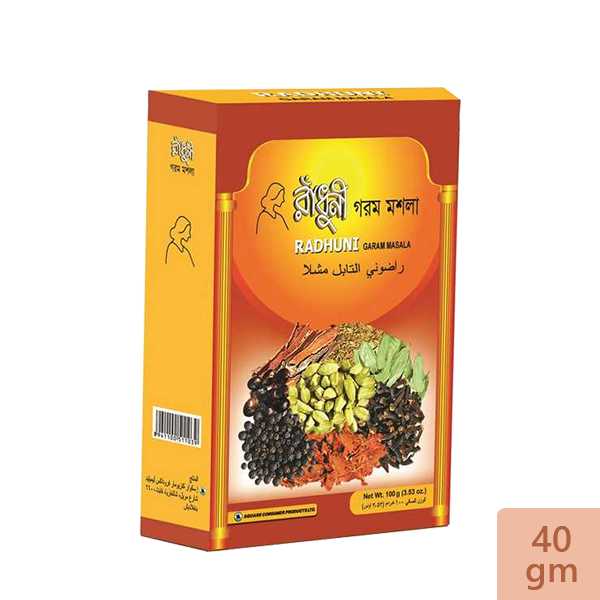 RADHUNI
GARAM MASALA
রাঁধুনী গরম মশলা
RADHUNI GARAM MASALA
راضوني التابل مشلا
রাঁধুনী
গরম মশলা
Net Wt. 100 g (3.53 oz.)
SQUARE CONSUMER PRODUCTS LTD.
40
gm